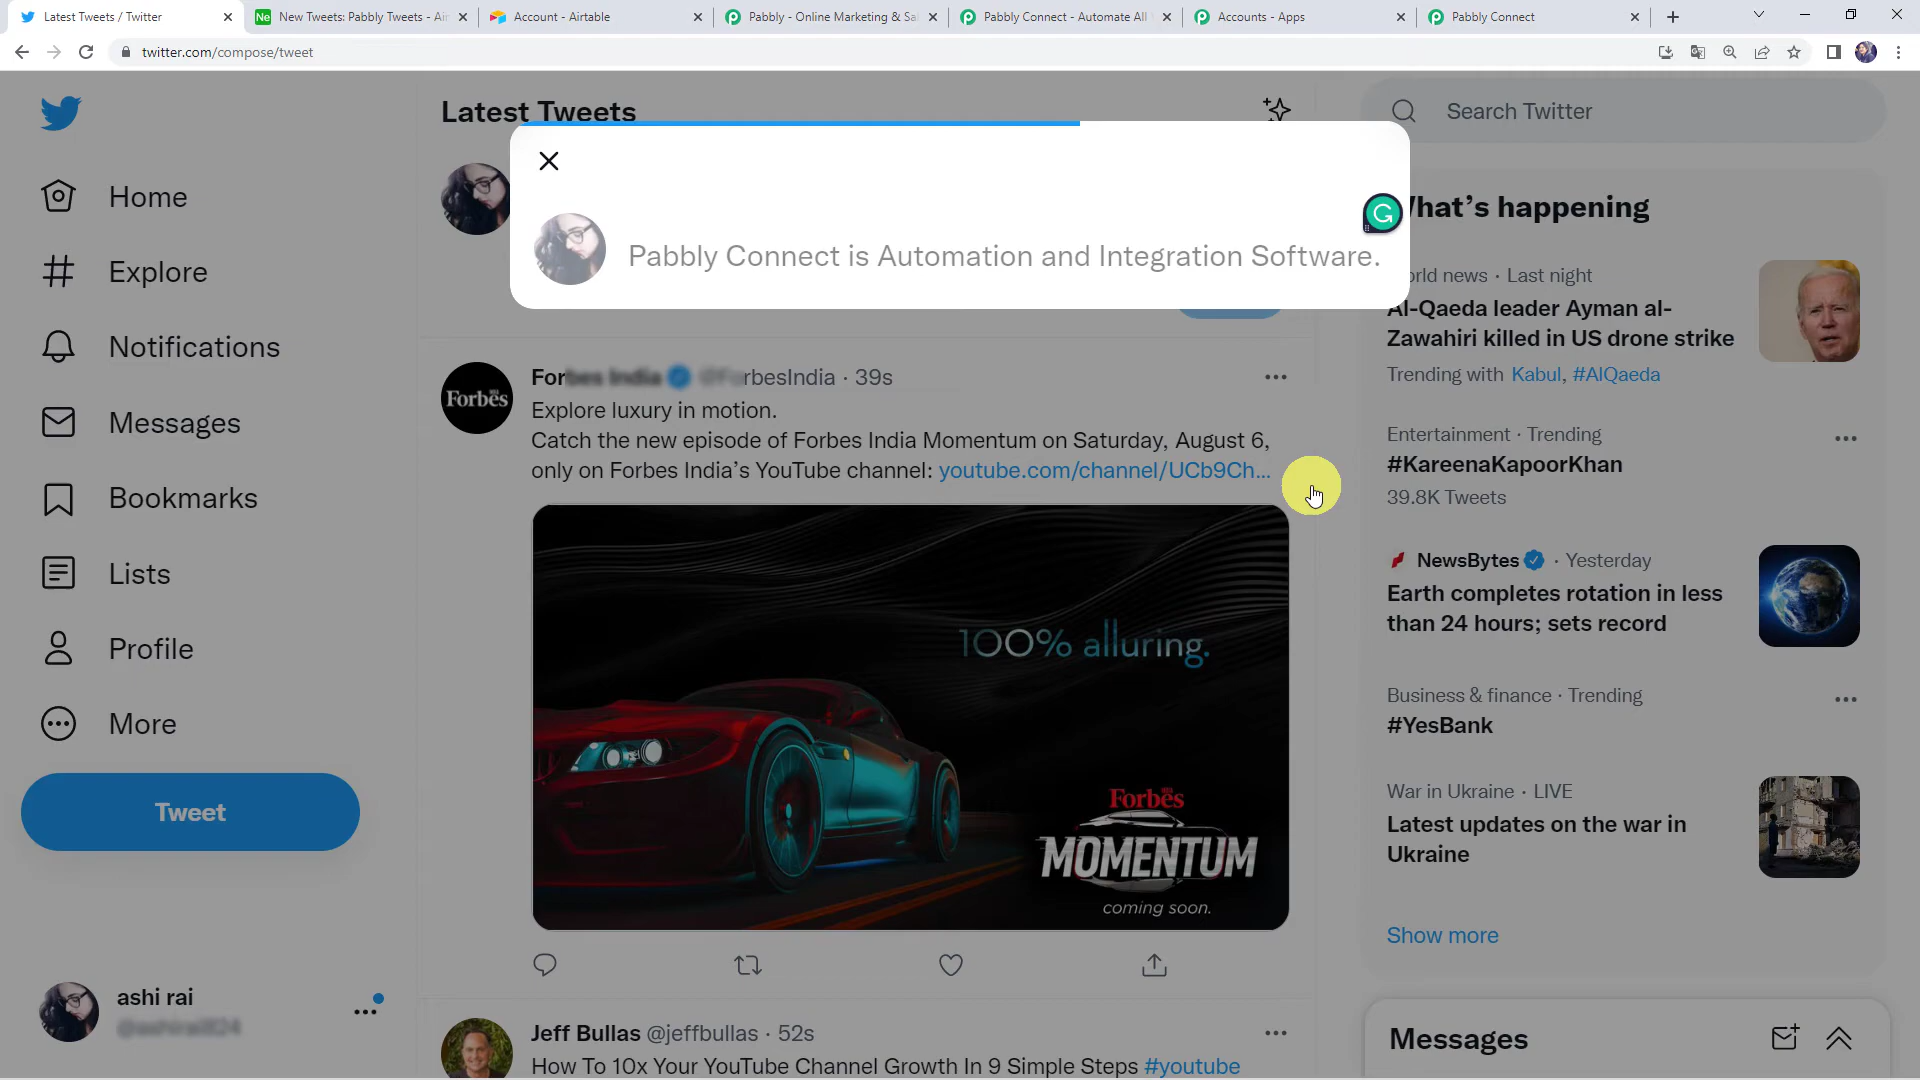 Latest Tweets / Twitter
New Tweets: Pabbly Tweets - Air
Account - Airtable
Pabbly - Online Marketing & Sal
Pabbly Connect - Automate All
Accounts - Apps
Pabbly Connect
twitter.com/compose/tweet
Home
Explore
Notifications
Messages
Bookmarks
Lists
Profile
More
Tweet
ashi rai
Latest Tweets
Pabbly Connect is Automation and Integration Software.
Forbes India @ForbesIndia · 39s
Forbes
Explore luxury in motion.
Catch the new episode of Forbes India Momentum on Saturday, August 6,
only on Forbes India’s YouTube channel: youtube.com/channel/UCb9Ch...
100% alluring.
Forbes
MOMENTUM
coming soon.
Jeff Bullas @jeffbullas · 52s
How To 10x Your YouTube Channel Growth In 9 Simple Steps #youtube
Search Twitter
What’s happening
World news · Last night
Al-Qaeda leader Ayman al-
Zawahiri killed in US drone strike
Trending with Kabul, #AlQaeda
Entertainment · Trending
#KareenaKapoorKhan
39.8K Tweets
NewsBytes · Yesterday
Earth completes rotation in less
than 24 hours; sets record
Business & finance · Trending
#YesBank
War in Ukraine · LIVE
Latest updates on the war in
Ukraine
Show more
Messages